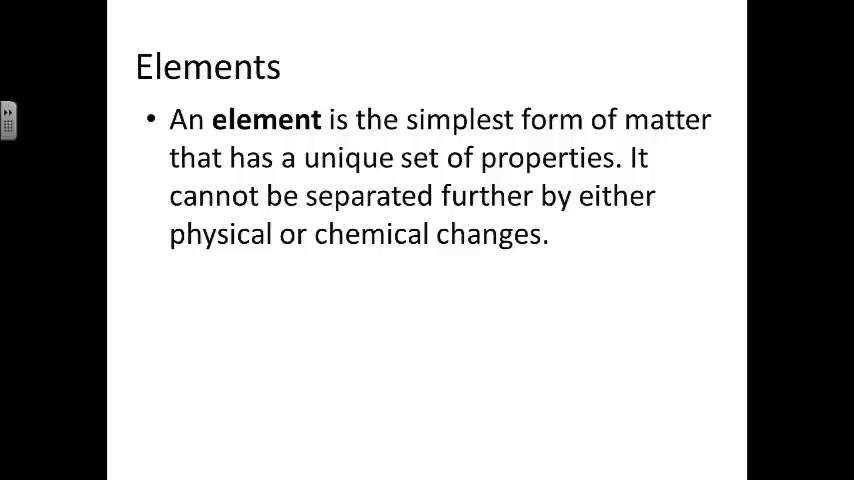 Elements
• An element is the simplest form of matter
that has a unique set of properties. It
cannot be separated further by either
physical or chemical changes.